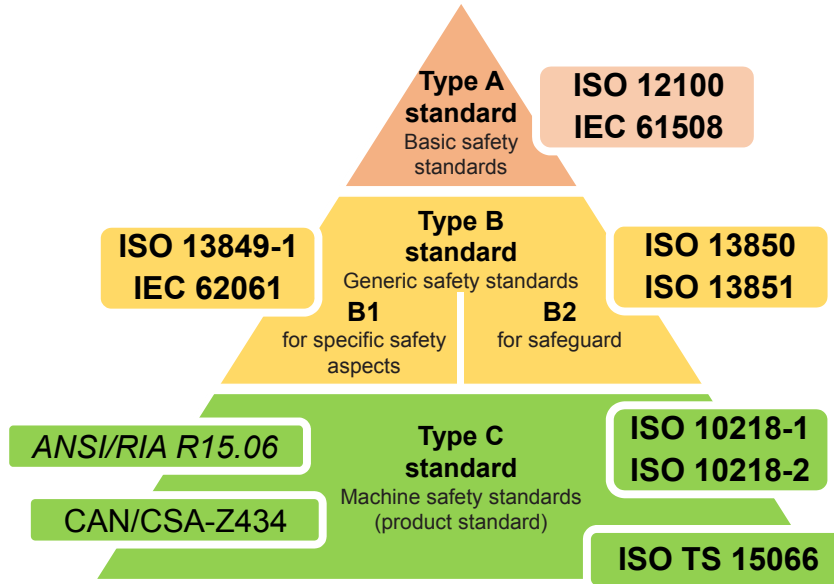 Type A
standard
Basic safety
standards
ISO 12100
IEC 61508
ISO 13849-1
IEC 62061
Type B
standard
Generic safety standards
ISO 13850
ISO 13851
B1
for specific safety
aspects
B2
for safeguard
ANSI/RIA R15.06
CAN/CSA-Z434
Type C
standard
Machine safety standards
(product standard)
ISO 10218-1
ISO 10218-2
ISO TS 15066